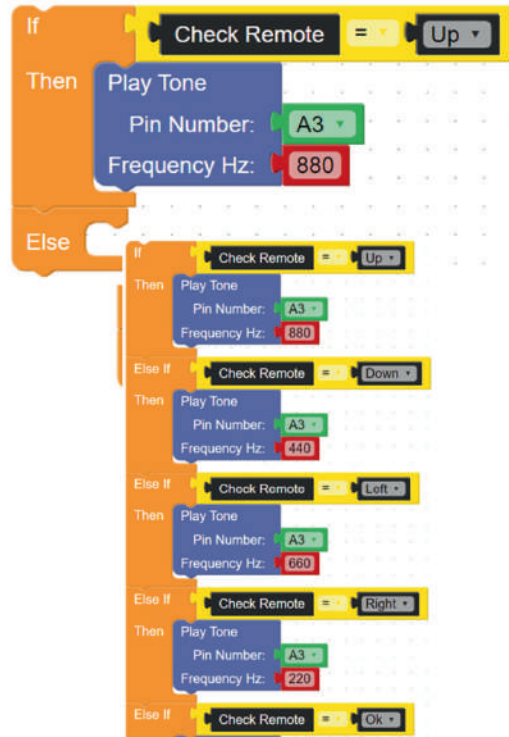 If Check Remote = Up
Then Play Tone
Pin Number: A3
Frequency Hz: 880
Else
If Check Remote = Up
Then Play Tone
Pin Number: A3
Frequency Hz: 880
Else If Check Remote = Down
Then Play Tone
Pin Number: A3
Frequency Hz: 440
Else If Check Remote = Left
Then Play Tone
Pin Number: A3
Frequency Hz: 660
Else If Check Remote = Right
Then Play Tone
Pin Number: A3
Frequency Hz: 220
Else If Check Remote = Ok